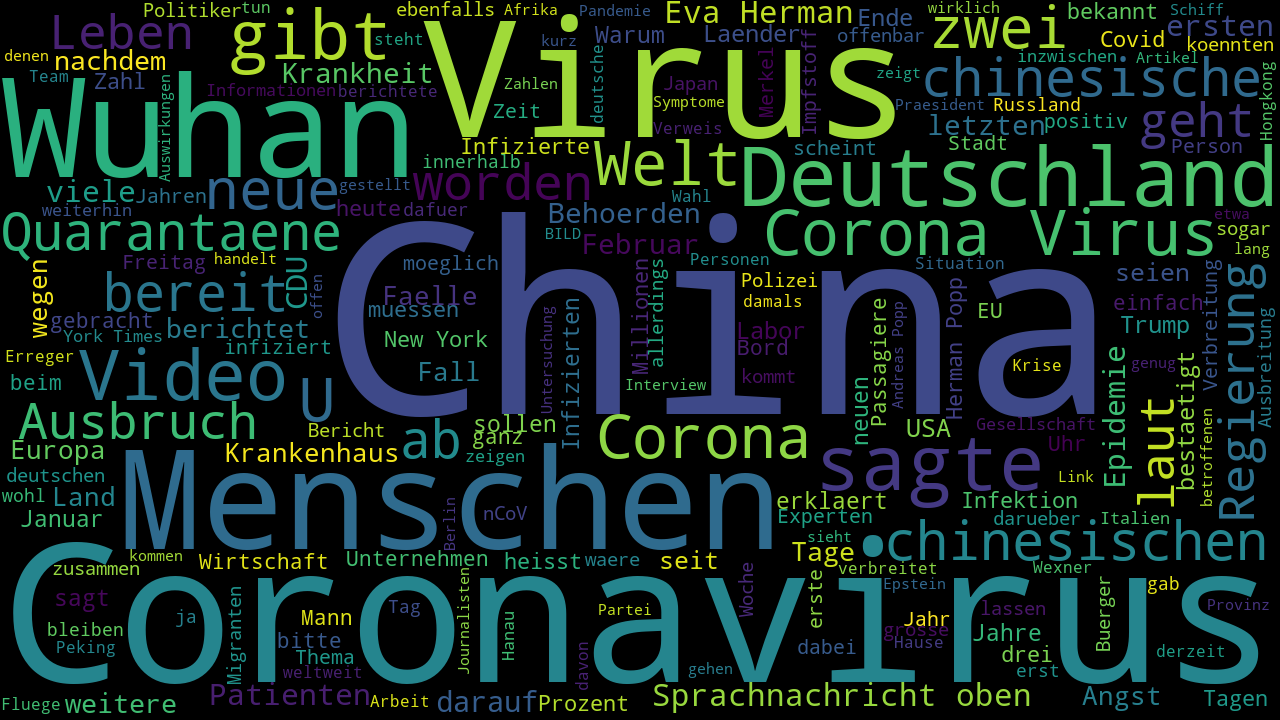 Politiker tun
ebenfalls Afrika
Pandemie
Eva Herman
Ende
wirklich
zwei
Schiff
bekannt
ersten
Leben
gibt
steht
Virus
kurz
Warum
Laender
offenbar
Covid
koennten
denen
nachdem
Team
Zahl
Krankheit
Zahlen
deutsche
Japan
Merkel
Impfstoff
zeigt
inzwischen
Artikel
chinesische
Hongkong
Wuhan
Informationen
berichtete
Auswirkungen
Zeit
Symptome
Verweis
Praesident
Russland
letzten
positiv
geht
Stadt
Person
Infizierte
innerhalb
Welt
scheint
Deutschland
viele
Jahren
neue
gestellt
worden
Wahl
weiterhin
heute
dafuer
Behoerden
BILD
Quarantaene
Februar
Corona Virus
etwa
sogar
lang
Freitag
handelt
China
moeglich
Personen
Situation
seien
wegen
bereit
CDU
offen
Faelle
Millionen
allerdings
Polizei
damals
Verbreitung
Regierung
einfach
gebracht
berichtet
muessen
Infizierten
Labor
Passagiere
Andreas Popp
Herman Popp
EU
Trump
Ausbreitung
York Times
infiziert
New York
Untersuchung
Bord
Erreger
beim
Video
U
Fall
Interview
kommt
neuen
Krise
Epidemie
genug
bestaetigt
Ausbruch
Bericht
ab
sollen
ganz
zeigen
Corona
USA
Gesellschaft
Uhr
laut
betroffenen
Europa
deutschen
Krankenhaus
sagte
Link
wohl
Land
Januar
Menschen
Berlin
nCoV
erklaert
Experten
Infektion
darueber
Italien
sieht
chinesischen
kommen
zusammen
Wirtschaft
Unternehmen
heisst
waere
seit
Tage
verbreitet
Epstein
Wexner
gab
Coronavirus
sagt
Migranten
Mann
Tag
Journalisten
Hanau
Partei
Woche
erste
Jahr
lassen
Buerger
Provinz
bleiben
ja
bitte
davon
dabei
grosse
Hause
Jahre
drei
derzeit
Peking
Thema
weltweit
gehen
erst
Fluege
weitere
Patienten
Arbeit
darauf
Prozent
Sprachnachricht oben
Angst
Tagen